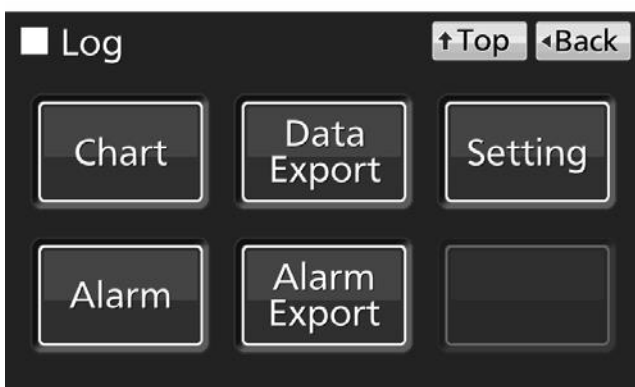 Log
↑Top
◂Back
Chart
Data
Export
Setting
Alarm
Alarm
Export